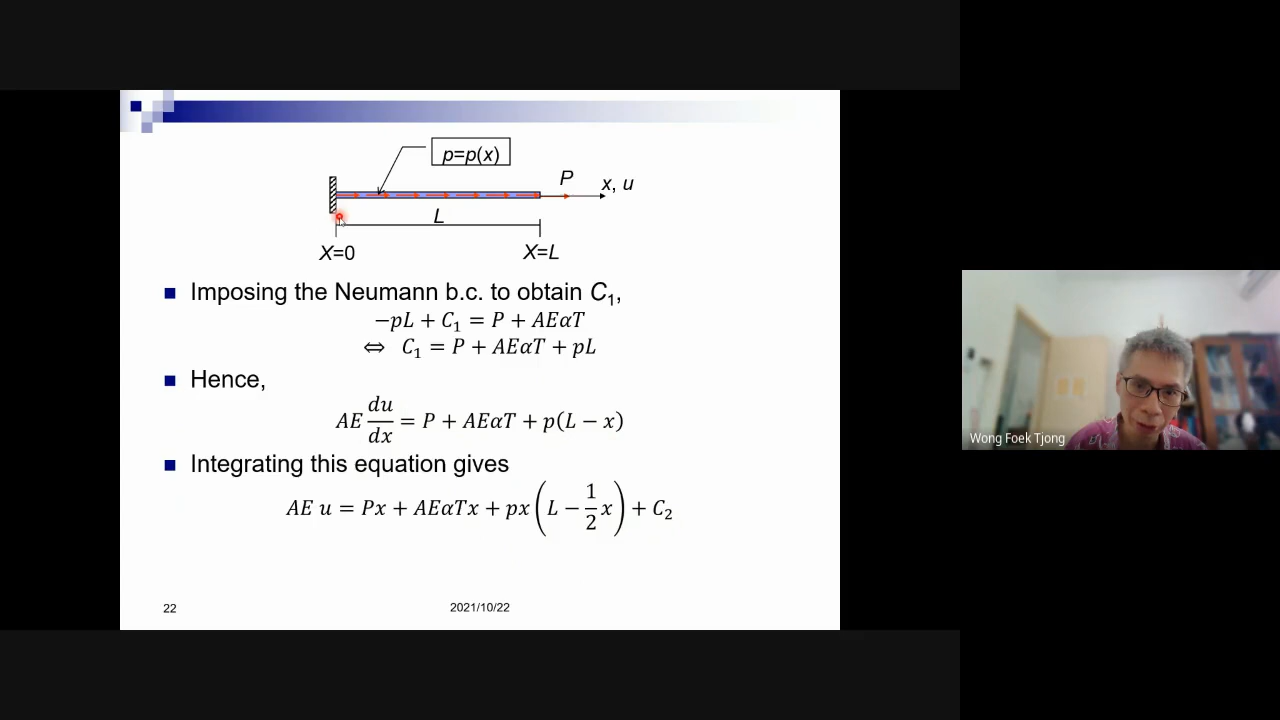 p=p(x)
P
x, u
L
X=0
X=L
Imposing the Neumann b.c. to obtain C₁,
−pL + C₁ = P + AEαT
⇔ C₁ = P + AEαT + pL
Hence,
AE du/dx = P + AEαT + p(L − x)
Integrating this equation gives
AE u = Px + AEαTx + px(L − 1/2 x) + C₂
22
2021/10/22
Wong Foek Tjong